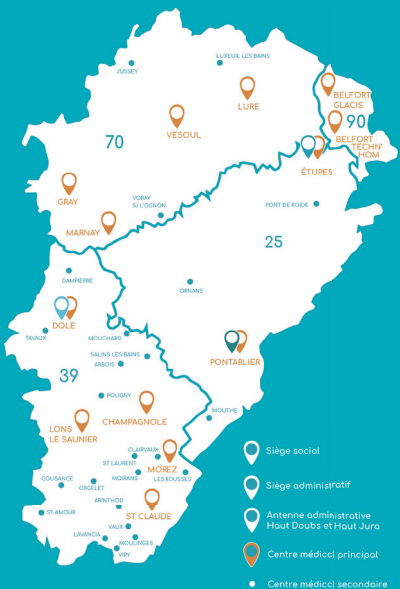 LUXEUIL LES BAINS
JUSSEY
BELFORT
GLACIS
LURE
VESOUL
90
BELFORT
TECHN'
HOM
70
ÉTUPES
GRAY
VORAY
S/ L'OGNON
PONT DE ROIDE
MARNAY
25
DAMPIERRE
ORNANS
DOLE
TAVAUX
MOUCHARD
SALINS LES BAINS
ARBOIS
PONTARLIER
39
POLIGNY
MOUTHE
CHAMPAGNOLE
LONS
LE SAUNIER
CLAIRVAUX
ST LAURENT
MOREZ
MOIRANS
LES ROUSSES
COUSANCE
ORGELET
ARINTHOD
ST CLAUDE
ST AMOUR
VAUX
LAVANCIA
MOULINGES
VIRY
Siège social
Siège administratif
Antenne administrative
Haut Doubs et Haut Jura
Centre médiccl principal
Centre médiccl secondaire